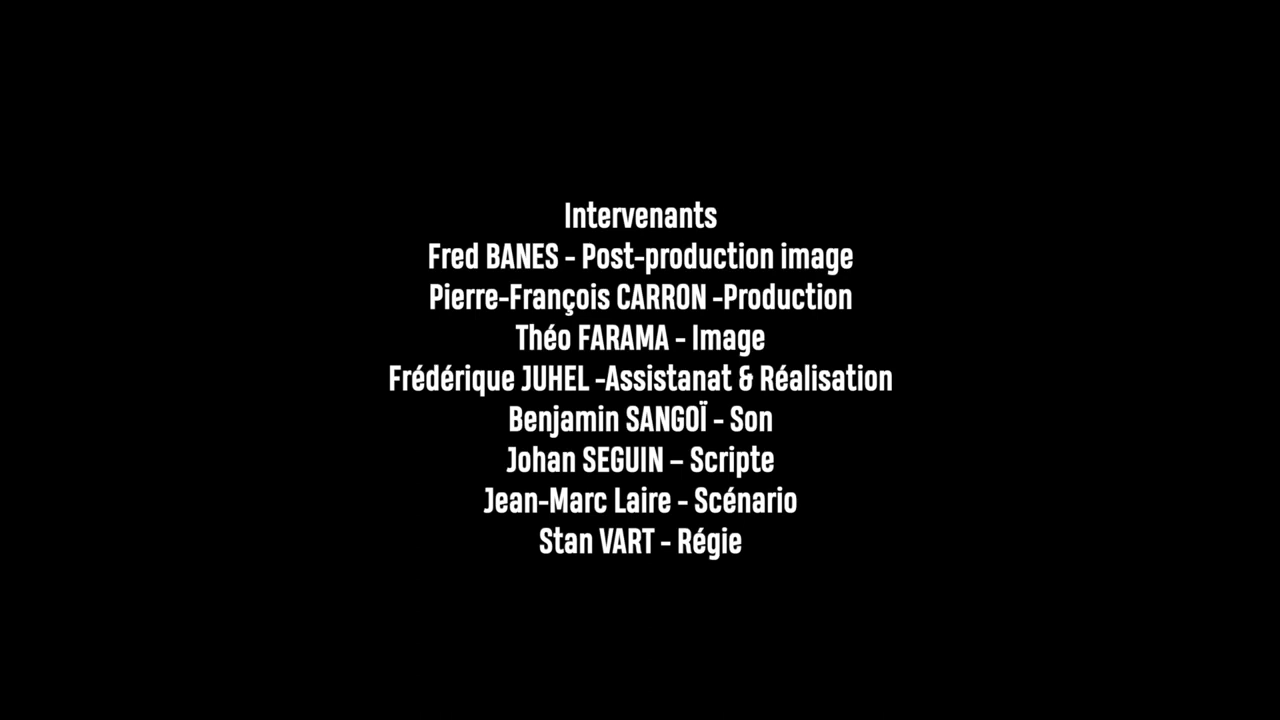 Intervenants
Fred BANES - Post-production image
Pierre-François CARRON -Production
Théo FARAMA - Image
Frédérique JUHEL -Assistanat & Réalisation
Benjamin SANGOÏ - Son
Johan SEGUIN – Scripte
Jean-Marc Laire - Scénario
Stan VART - Régie